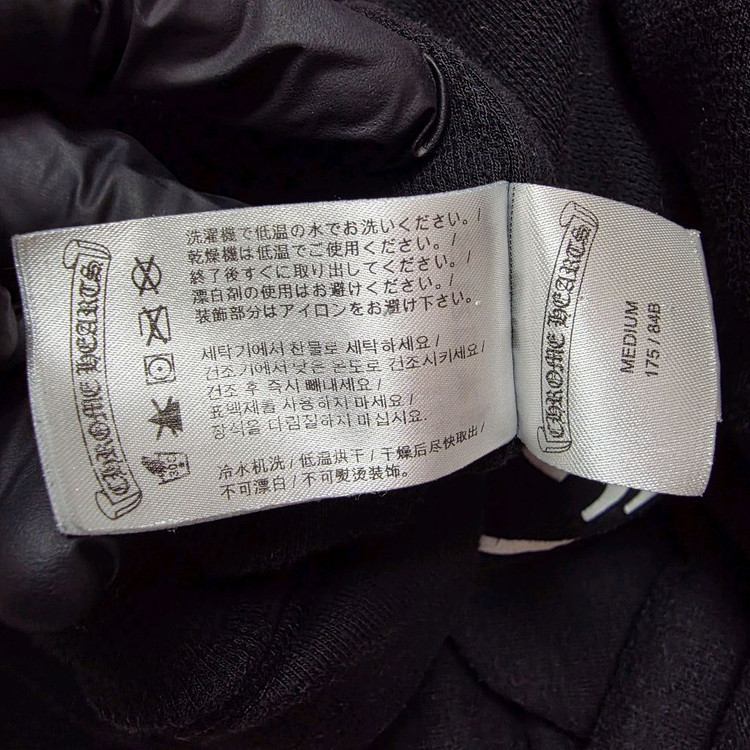 CHROME HEARTS
洗濯機で低温の水でお洗いください。/
乾燥機は低温でご使用ください。/
終了後すぐに取り出してください。/
漂白剤の使用はお避けください。/
装飾部分はアイロンをお避け下さい。
세탁기에서 찬물로 세탁하세요/
건조기에서 낮은 온도로 건조시키세요/
건조 후 즉시 빼내세요/
표백제를 사용하지 마세요/
장식을 다림질하지 마십시요.
冷水机洗/低温烘干/干燥后尽快取出/
不可漂白/不可熨烫装饰。
30C
CHROME HEARTS
MEDIUM
175/84B